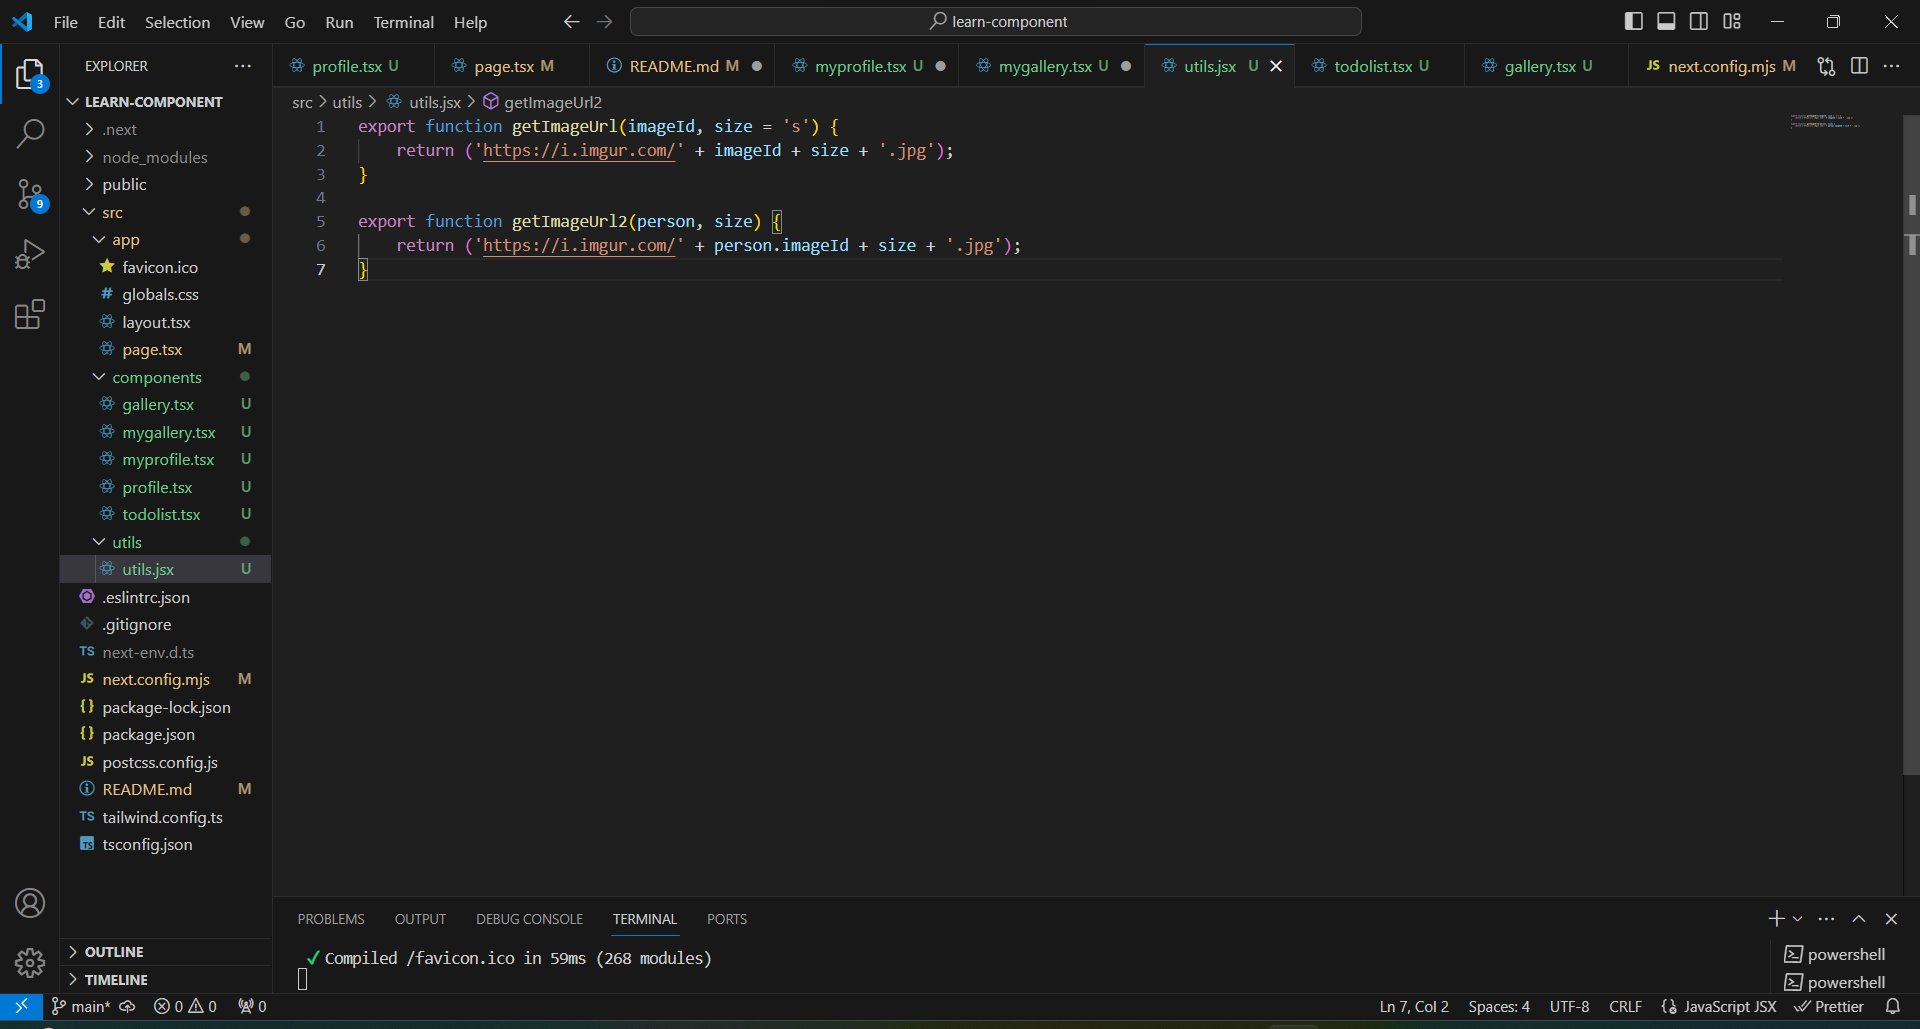 File Edit Selection View Go Run Terminal Help
learn-component
EXPLORER
profile.tsx U
page.tsx M
README.md M
myprofile.tsx U
mygallery.tsx U
utils.jsx U
todolist.tsx U
gallery.tsx U
JS next.config.mjs M
3
9
LEARN-COMPONENT
.next
node_modules
public
src
app
favicon.ico
# globals.css
layout.tsx
page.tsx M
components
gallery.tsx U
mygallery.tsx U
myprofile.tsx U
profile.tsx U
todolist.tsx U
utils
utils.jsx U
.eslintrc.json
.gitignore
TS next-env.d.ts
JS next.config.mjs M
{} package-lock.json
{} package.json
JS postcss.config.js
README.md M
TS tailwind.config.ts
TS tsconfig.json
OUTLINE
TIMELINE
src > utils > utils.jsx > getImageUrl2
1 export function getImageUrl(imageId, size = 's') {
2 return ('https://i.imgur.com/' + imageId + size + '.jpg');
3 }
4
5 export function getImageUrl2(person, size) {
6 return ('https://i.imgur.com/' + person.imageId + size + '.jpg');
7 }
PROBLEMS OUTPUT DEBUG CONSOLE TERMINAL PORTS
✓ Compiled /favicon.ico in 59ms (268 modules)
powershell
powershell
main* 0 0 0
Ln 7, Col 2 Spaces: 4 UTF-8 CRLF {} JavaScript JSX Prettier